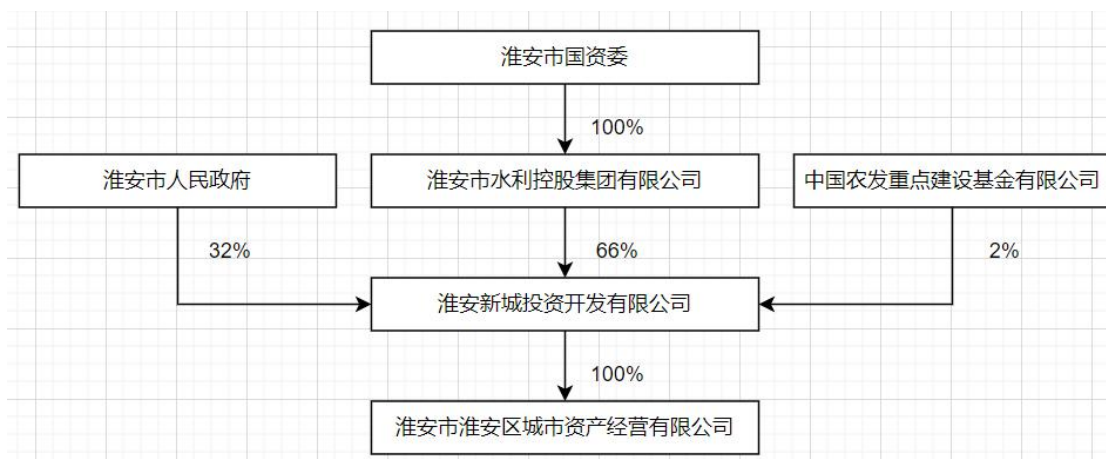 淮安市国资委
100%
淮安市人民政府
淮安市水利控股集团有限公司
中国农发重点建设基金有限公司
32%
66%
2%
淮安新城投资开发有限公司
100%
淮安市淮安区城市资产经营有限公司